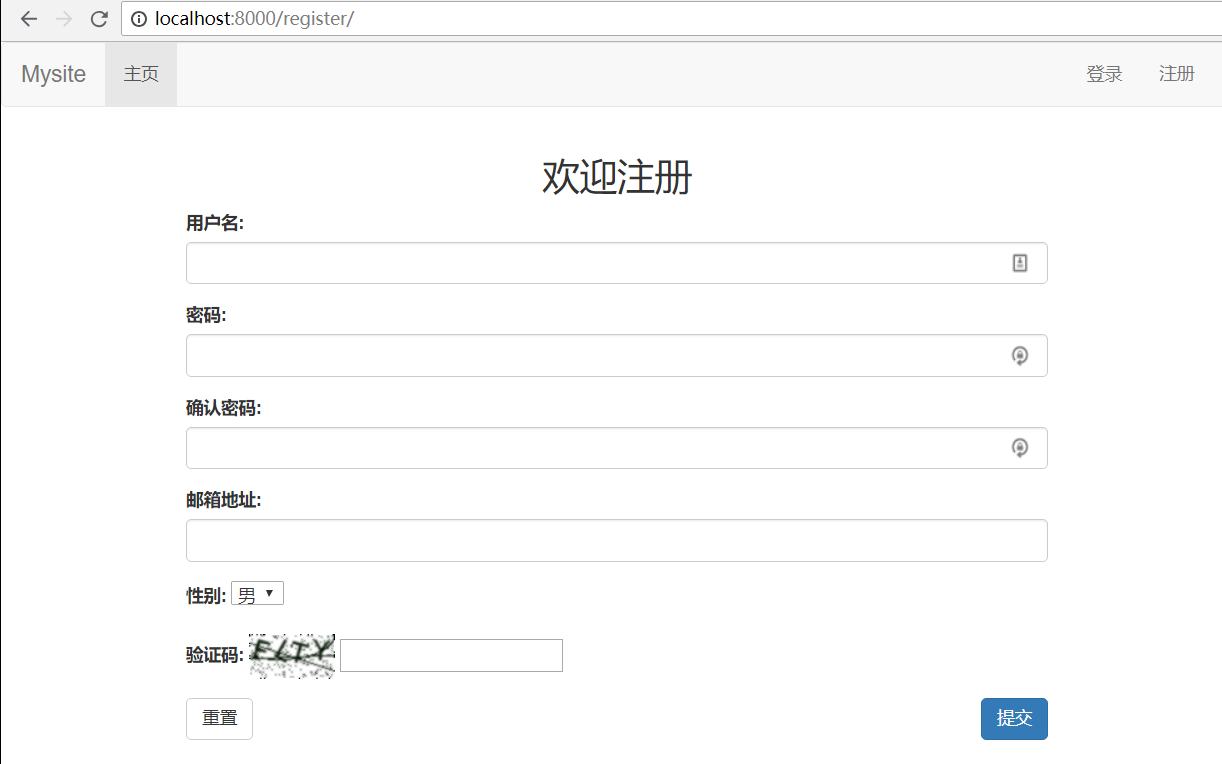 localhost:8000/register/
Mysite 主页 登录 注册
欢迎注册
用户名:
密码:
确认密码:
邮箱地址:
性别: 男
验证码:
重置 提交